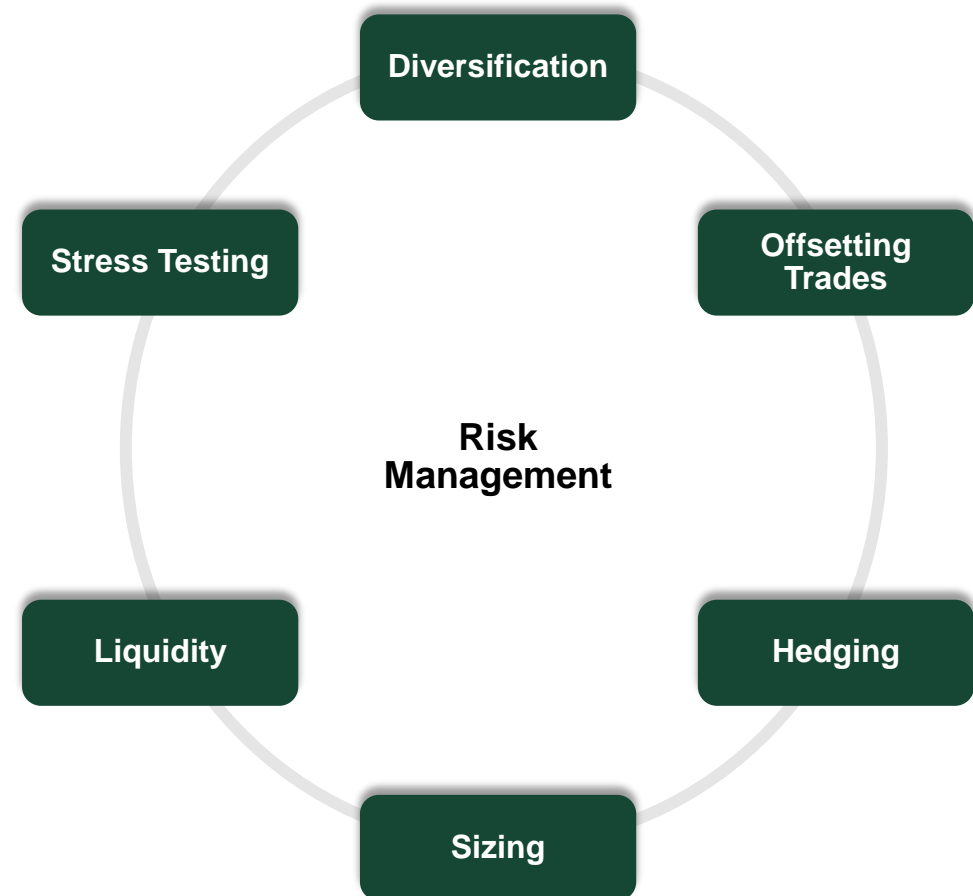 Diversification
Offsetting
Trades
Hedging
Sizing
Liquidity
Stress Testing
Risk
Management